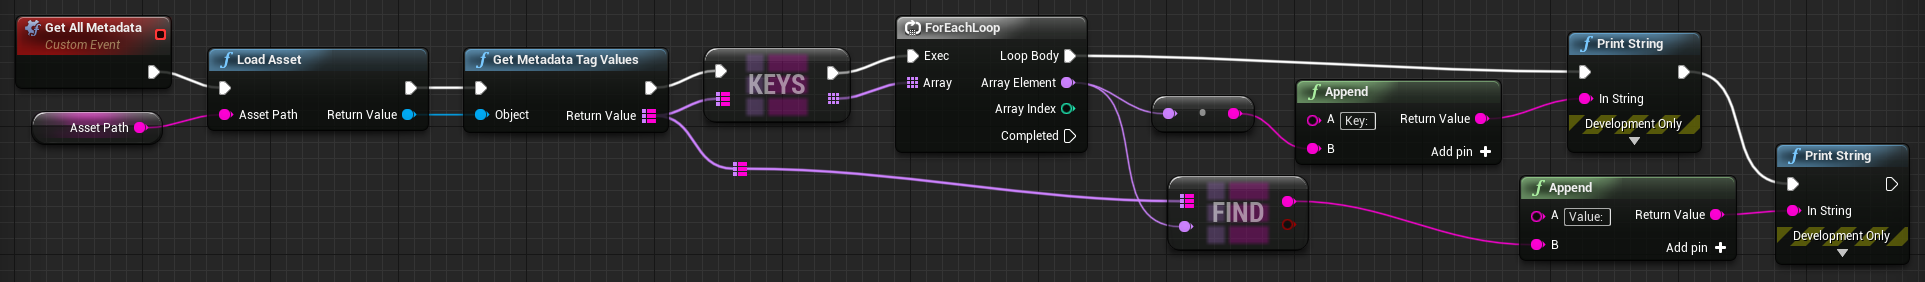 Get All Metadata
Custom Event
Asset Path
Load Asset
Asset Path
Return Value
Get Metadata Tag Values
Object
Return Value
KEYS
ForEachLoop
Exec
Loop Body
Array
Array Element
Array Index
Completed
Append
A
Key:
Return Value
B
Add pin
FIND
Print String
In String
Development Only
Append
A
Value:
Return Value
B
Add pin
Print String
In String
Development Only